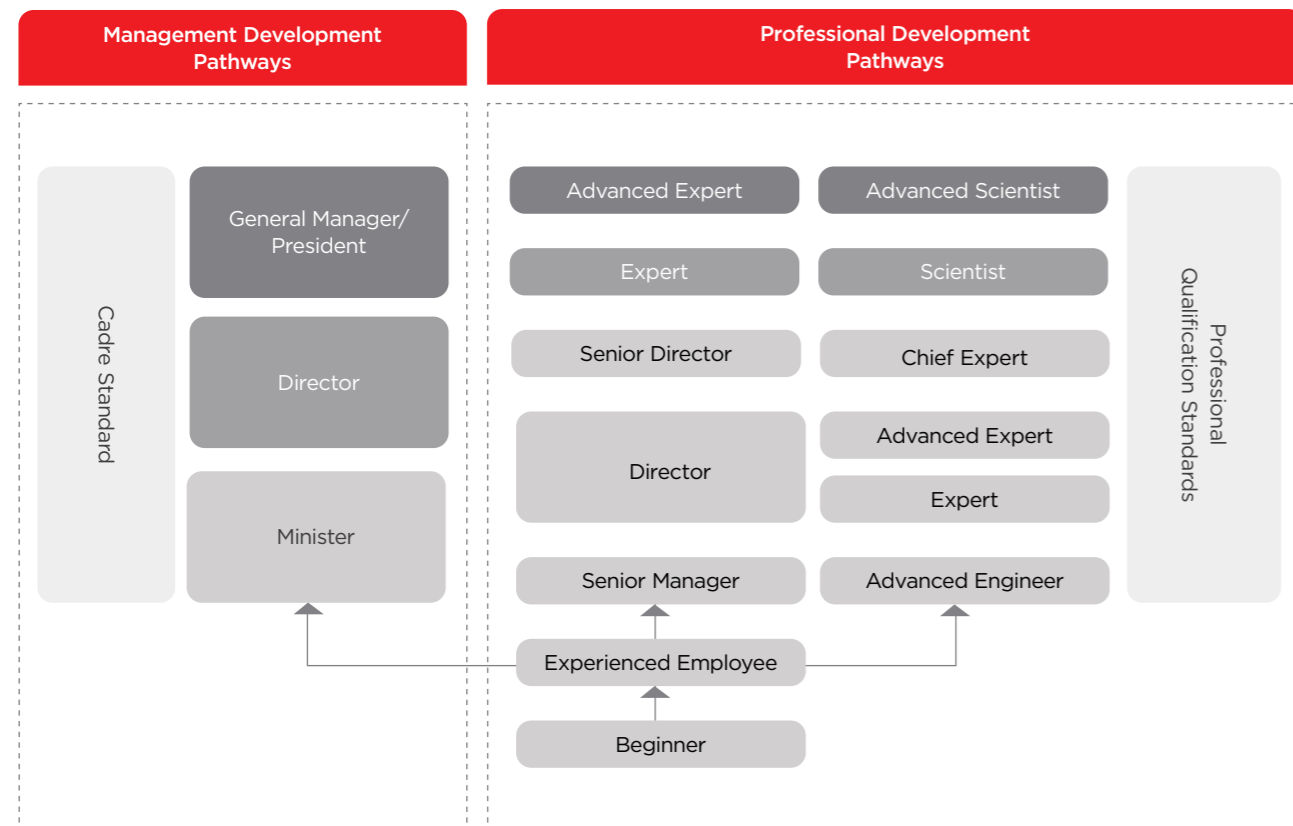 Management Development
Pathways
Professional Development
Pathways
Cadre Standard
General Manager/
President
Director
Minister
Advanced Expert
Advanced Scientist
Expert
Scientist
Senior Director
Chief Expert
Director
Advanced Expert
Expert
Senior Manager
Advanced Engineer
Experienced Employee
Beginner
Professional
Qualification Standards